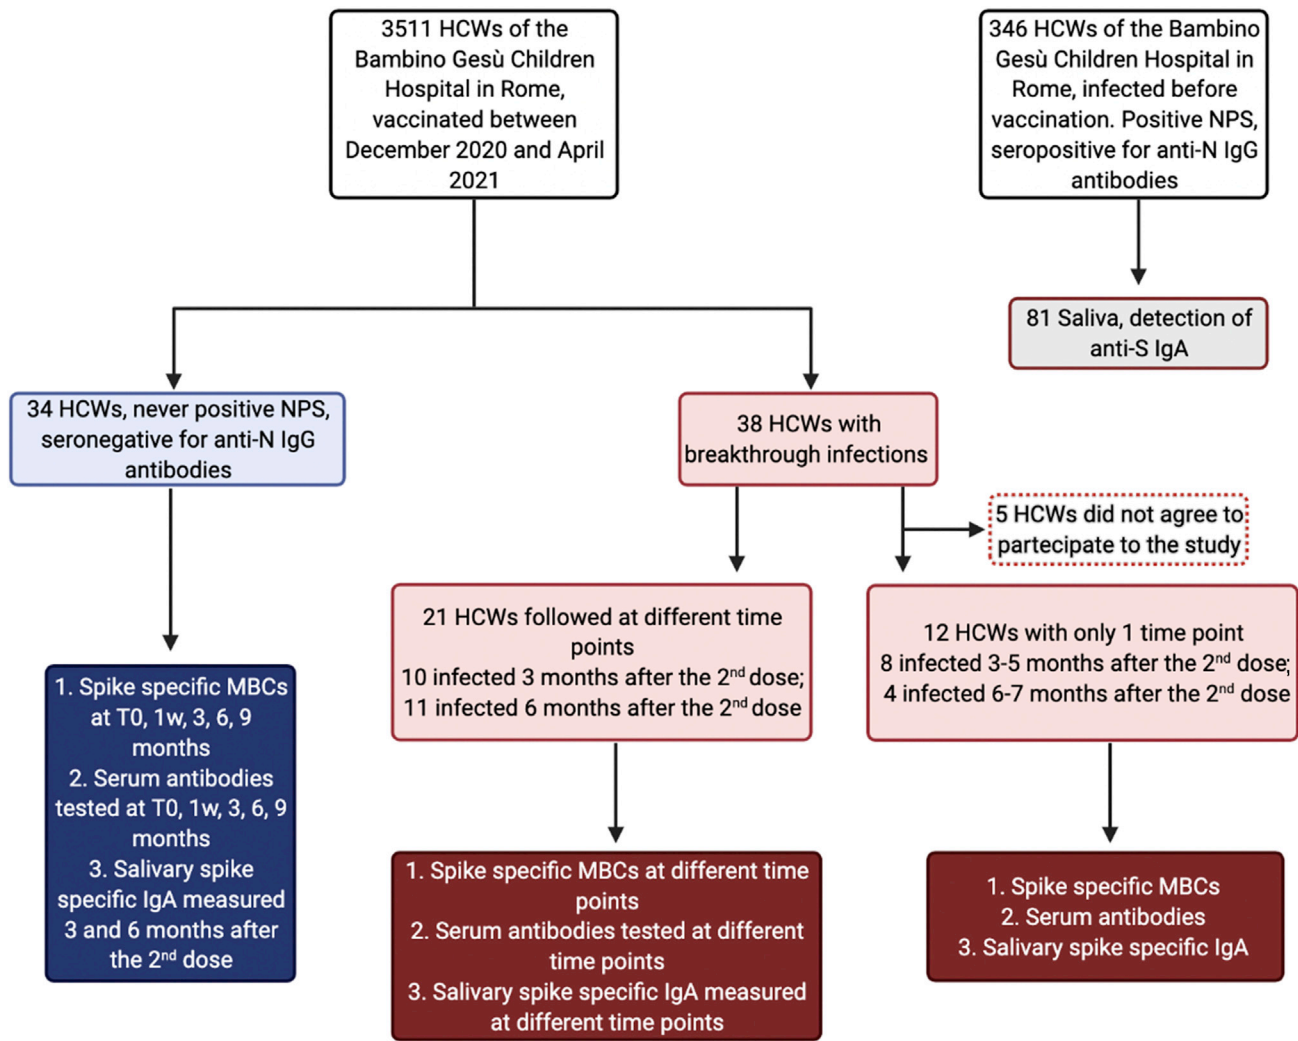 3511 HCWs of the
Bambino Gesù Children
Hospital in Rome,
vaccinated between
December 2020 and April
2021
346 HCWs of the Bambino
Gesù Children Hospital in
Rome, infected before
vaccination. Positive NPS,
seropositive for anti-N IgG
antibodies
81 Saliva, detection of
anti-S IgA
34 HCWs, never positive NPS,
seronegative for anti-N IgG
antibodies
38 HCWs with
breakthrough infections
5 HCWs did not agree to
partecipate to the study
21 HCWs followed at different time
points
10 infected 3 months after the 2nd dose;
11 infected 6 months after the 2nd dose
12 HCWs with only 1 time point
8 infected 3-5 months after the 2nd dose;
4 infected 6-7 months after the 2nd dose
1. Spike specific MBCs
at T0, 1w, 3, 6, 9
months
2. Serum antibodies
tested at T0, 1w, 3, 6, 9
months
3. Salivary spike
specific IgA measured
3 and 6 months after
the 2nd dose
1. Spike specific MBCs at different time
points
2. Serum antibodies tested at different
time points
3. Salivary spike specific IgA measured
at different time points
1. Spike specific MBCs
2. Serum antibodies
3. Salivary spike specific IgA